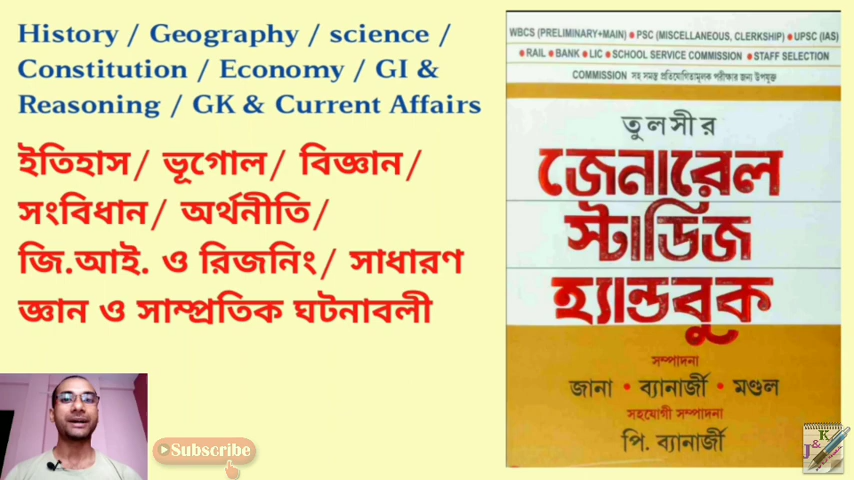 History / Geography / science /
Constitution / Economy / GI &
Reasoning / GK & Current Affairs
ইতিহাস/ ভূগোল/ বিজ্ঞান/
সংবিধান/ অর্থনীতি/
জি.আই. ও রিজনিং/ সাধারণ
জ্ঞান ও সাম্প্রতিক ঘটনাবলী
Subscribe
WBCS (PRELIMINARY+MAIN) ● PSC (MISCELLANEOUS, CLERKSHIP) ● UPSC (IAS)
● RAIL ● BANK ● LIC ● SCHOOL SERVICE COMMISSION ● STAFF SELECTION
COMMISSION সহ সমস্ত প্রতিযোগিতামূলক পরীক্ষার জন্য উপযুক্ত
তুলসীর
জেনারেল
স্টাডিজ
হ্যান্ডবুক
সম্পাদনা
জানা • ব্যানার্জী • মণ্ডল
সহযোগী সম্পাদনা
পি. ব্যানার্জী
J & K